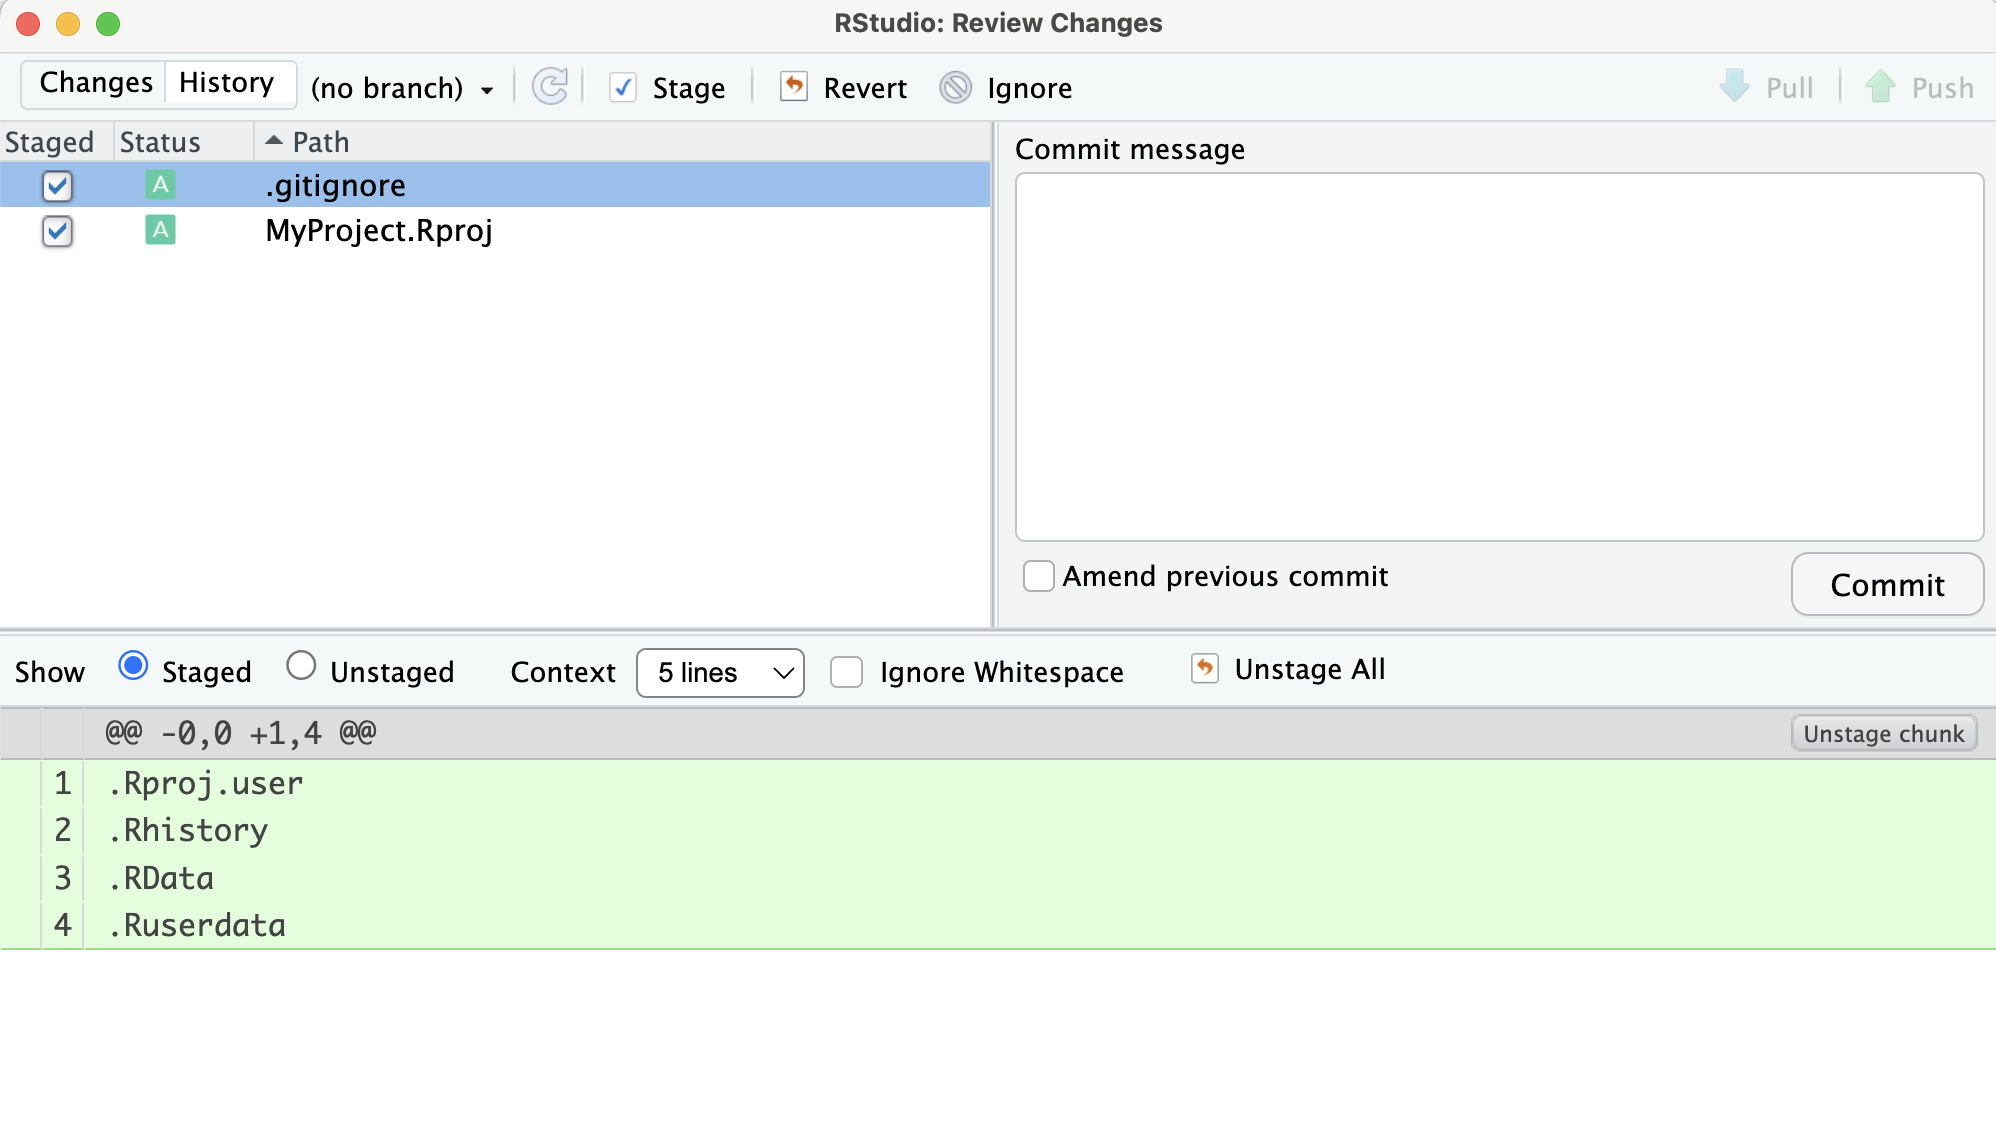 RStudio: Review Changes
Changes History (no branch) Stage Revert Ignore Pull Push
Staged Status Path
A .gitignore
A MyProject.Rproj
Commit message
Amend previous commit
Commit
Show Staged Unstaged Context 5 lines Ignore Whitespace Unstage All
@@ -0,0 +1,4 @@ Unstage chunk
1 .Rproj.user
2 .Rhistory
3 .RData
4 .Ruserdata